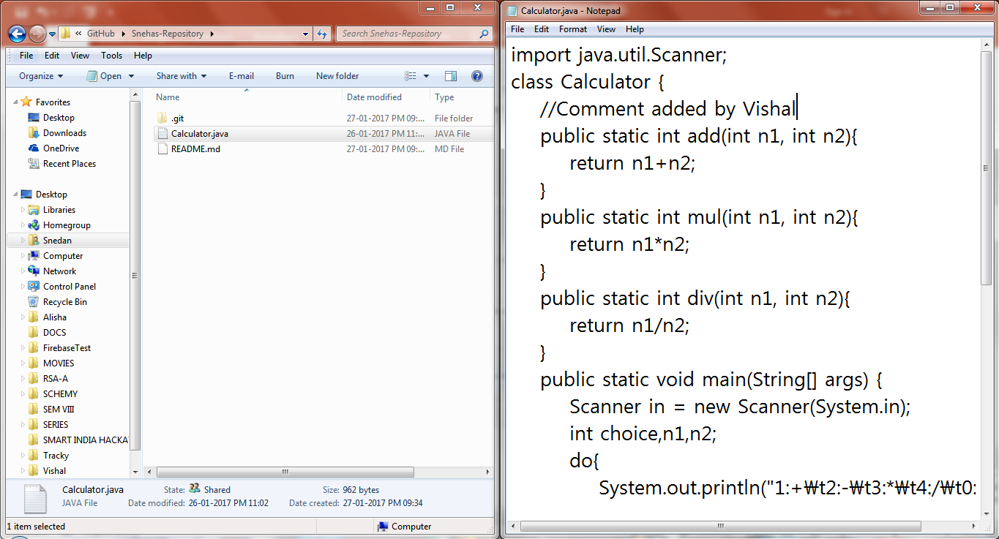 GitHub Snehas-Repository
Search Snehas-Repository
File Edit View Tools Help
Organize Open Share with E-mail Burn New folder
Favorites
Desktop
Downloads
OneDrive
Recent Places
Desktop
Libraries
Homegroup
Snedan
Computer
Network
Control Panel
Recycle Bin
Alisha
DOCS
FirebaseTest
MOVIES
RSA-A
SCHEMY
SEM VIII
SERIES
SMART INDIA HACKA
Tracky
Vishal
Name Date modified Type
.git 27-01-2017 PM 09:... File folder
Calculator.java 26-01-2017 PM 11:... JAVA File
README.md 27-01-2017 PM 09:... MD File
Calculator.java State: Shared Size: 962 bytes
JAVA File Date modified: 26-01-2017 PM 11:02 Date created: 27-01-2017 PM 09:34
1 item selected Computer
Calculator.java - Notepad
File Edit Format View Help
import java.util.Scanner;
class Calculator {
//Comment added by Vishal
public static int add(int n1, int n2){
return n1+n2;
}
public static int mul(int n1, int n2){
return n1*n2;
}
public static int div(int n1, int n2){
return n1/n2;
}
public static void main(String[] args) {
Scanner in = new Scanner(System.in);
int choice,n1,n2;
do{
System.out.println("1:+₩t2:-₩t3:*₩t4:/₩t0: